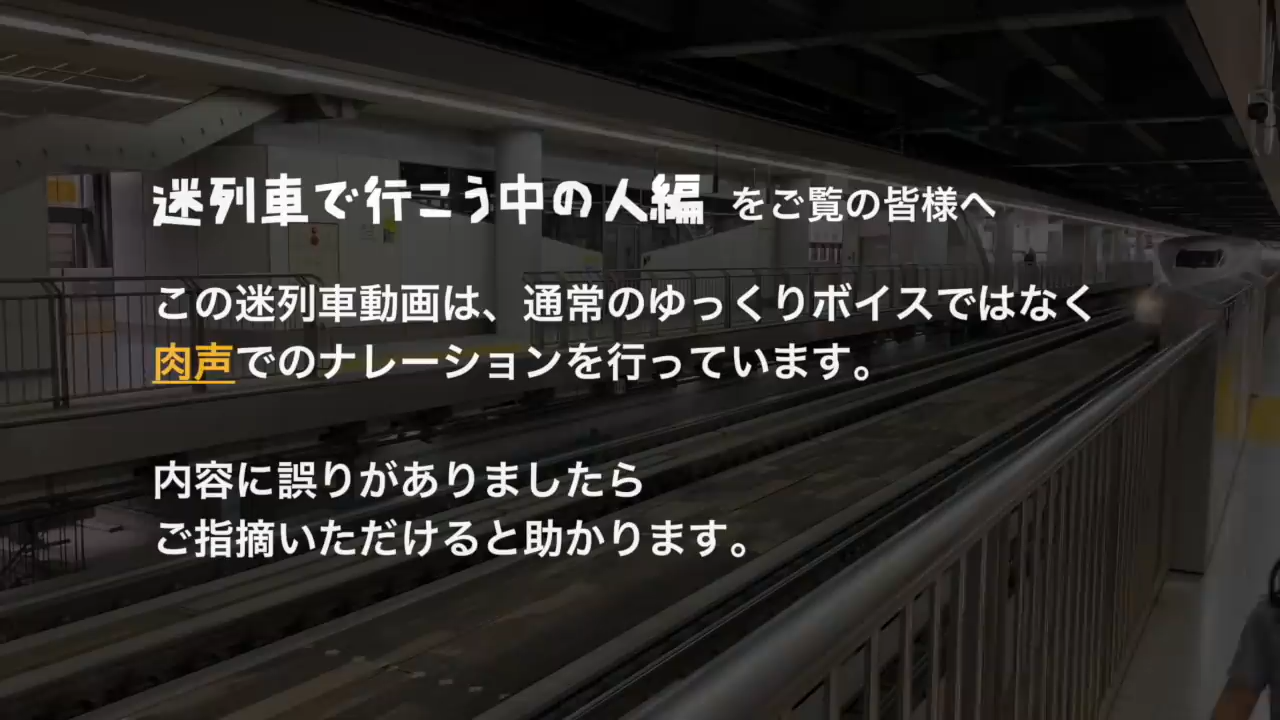 迷列車で行こう中の人編 をご覧の皆様へ
この迷列車動画は、通常のゆっくりボイスではなく
肉声でのナレーションを行っています。
内容に誤りがありましたら
ご指摘いただけると助かります。